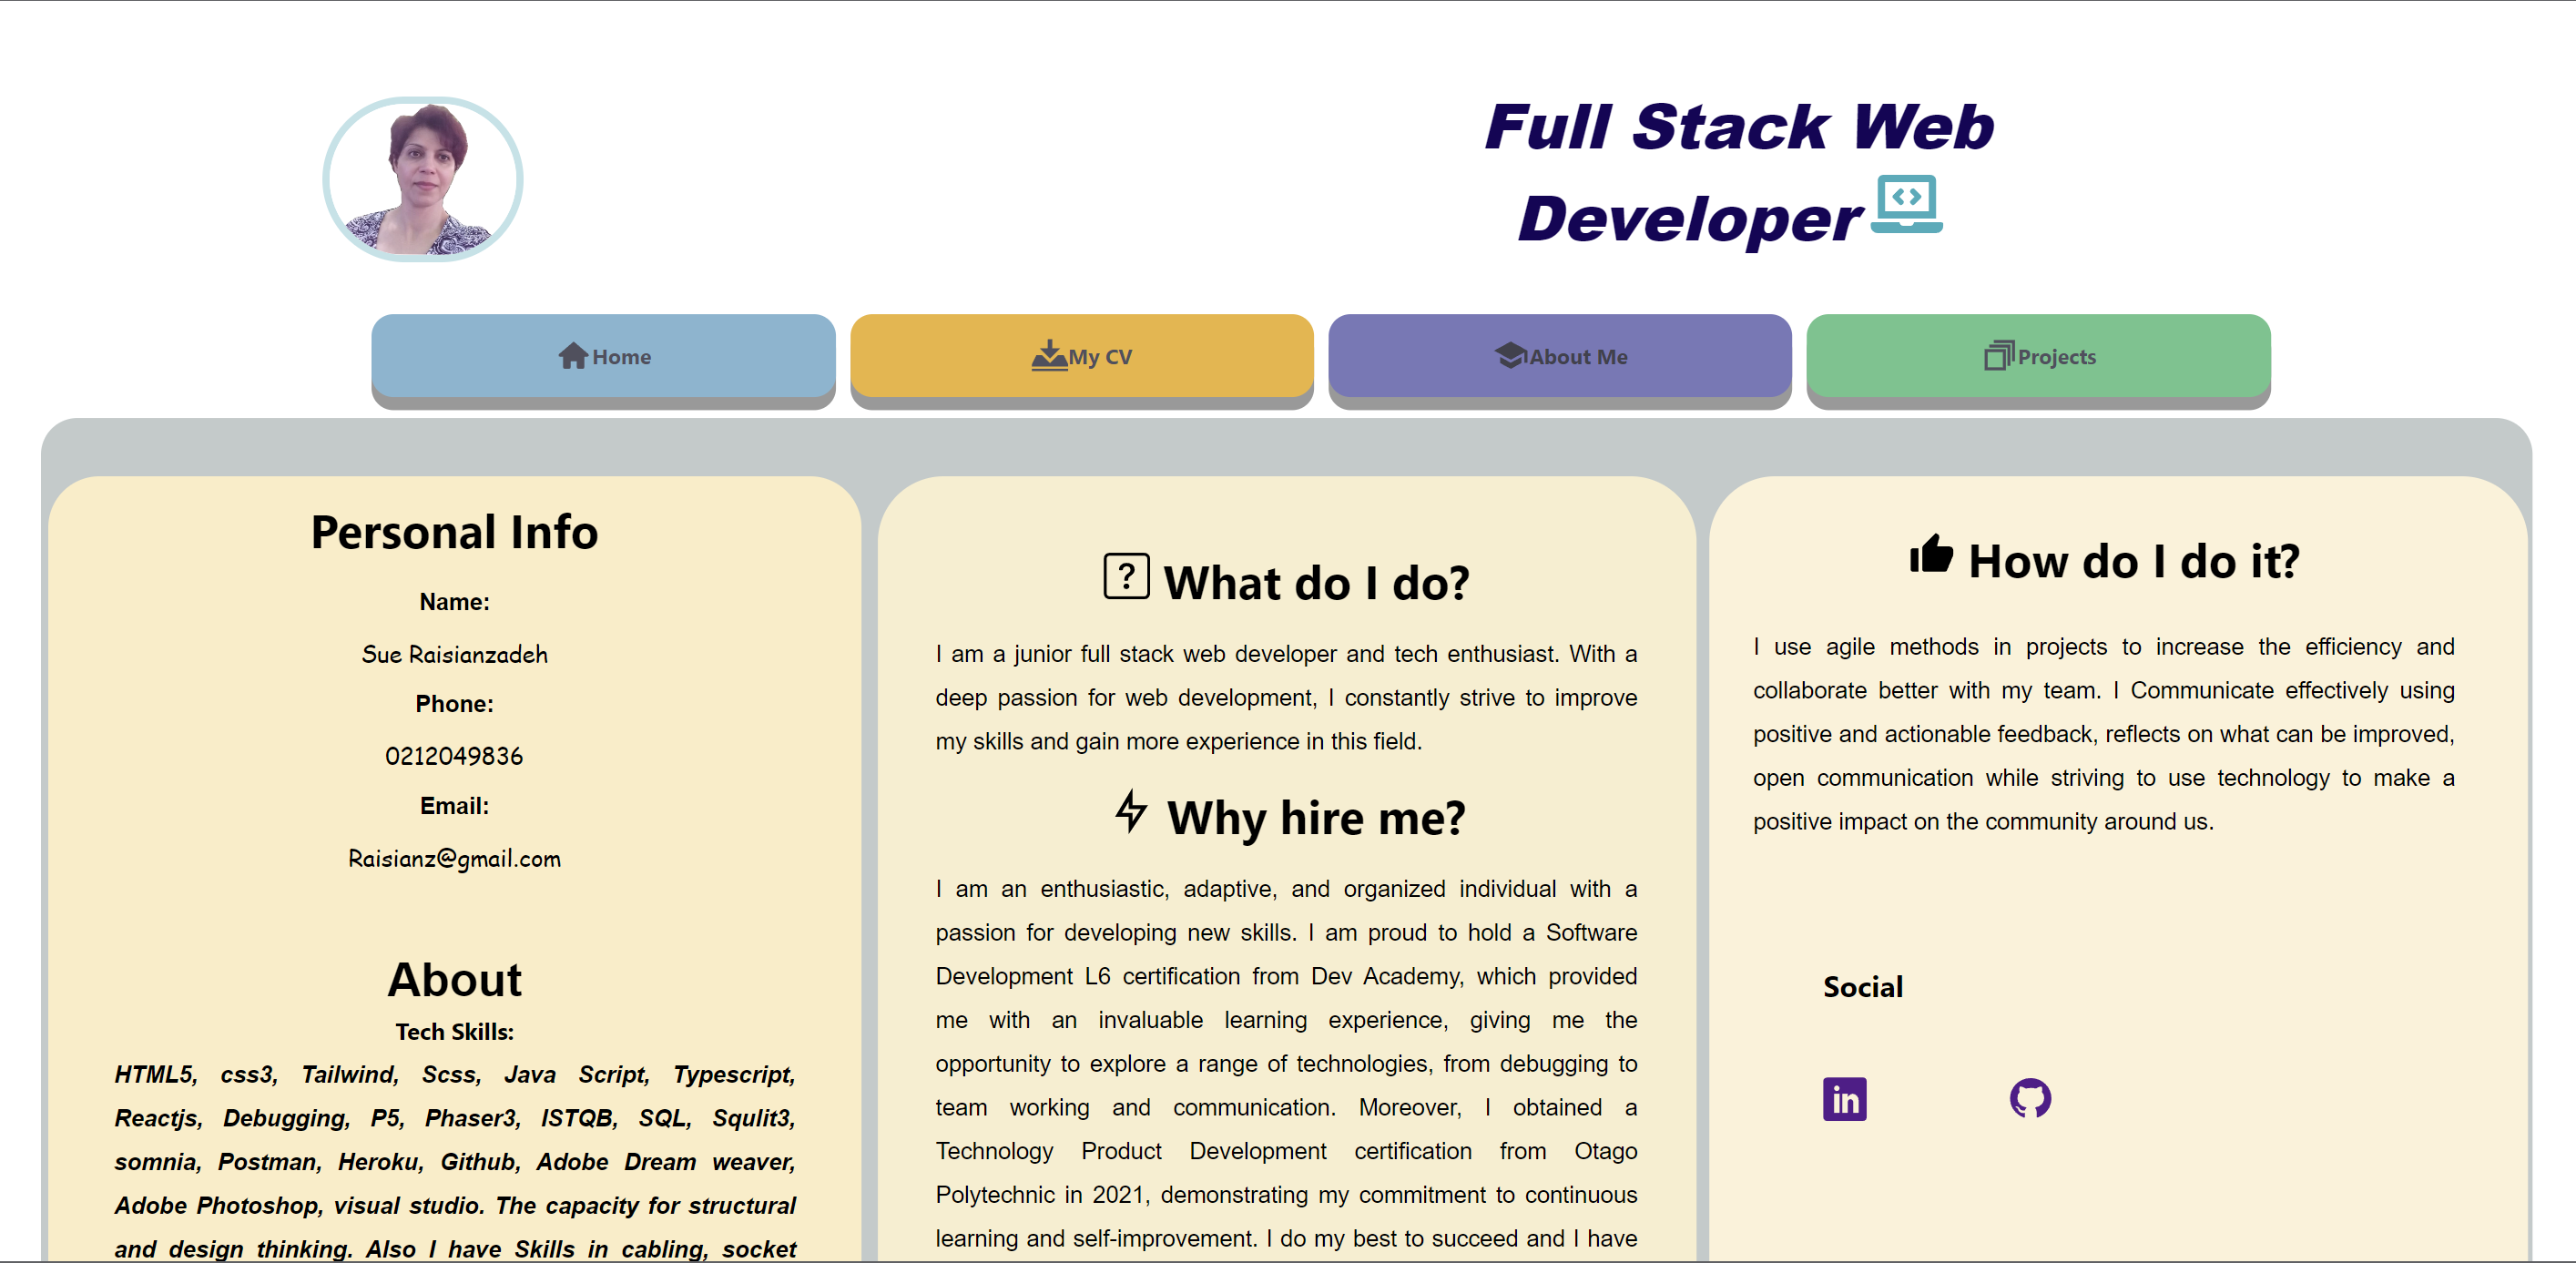 Full Stack Web
Developer
Home
My CV
About Me
Projects
Personal Info
Name:
Sue Raisianzadeh
Phone:
0212049836
Email:
Raisianz@gmail.com
About
Tech Skills:
HTML5, css3, Tailwind, Scss, Java Script, Typescript,
Reactjs, Debugging, P5, Phaser3, ISTQB, SQL, Squlit3,
somnia, Postman, Heroku, Github, Adobe Dream weaver,
Adobe Photoshop, visual studio. The capacity for structural
and design thinking. Also I have Skills in cabling, socket
? What do I do?
I am a junior full stack web developer and tech enthusiast. With a
deep passion for web development, I constantly strive to improve
my skills and gain more experience in this field.
Why hire me?
I am an enthusiastic, adaptive, and organized individual with a
passion for developing new skills. I am proud to hold a Software
Development L6 certification from Dev Academy, which provided
me with an invaluable learning experience, giving me the
opportunity to explore a range of technologies, from debugging to
team working and communication. Moreover, I obtained a
Technology Product Development certification from Otago
Polytechnic in 2021, demonstrating my commitment to continuous
learning and self-improvement. I do my best to succeed and I have
How do I do it?
I use agile methods in projects to increase the efficiency and
collaborate better with my team. I Communicate effectively using
positive and actionable feedback, reflects on what can be improved,
open communication while striving to use technology to make a
positive impact on the community around us.
Social
in